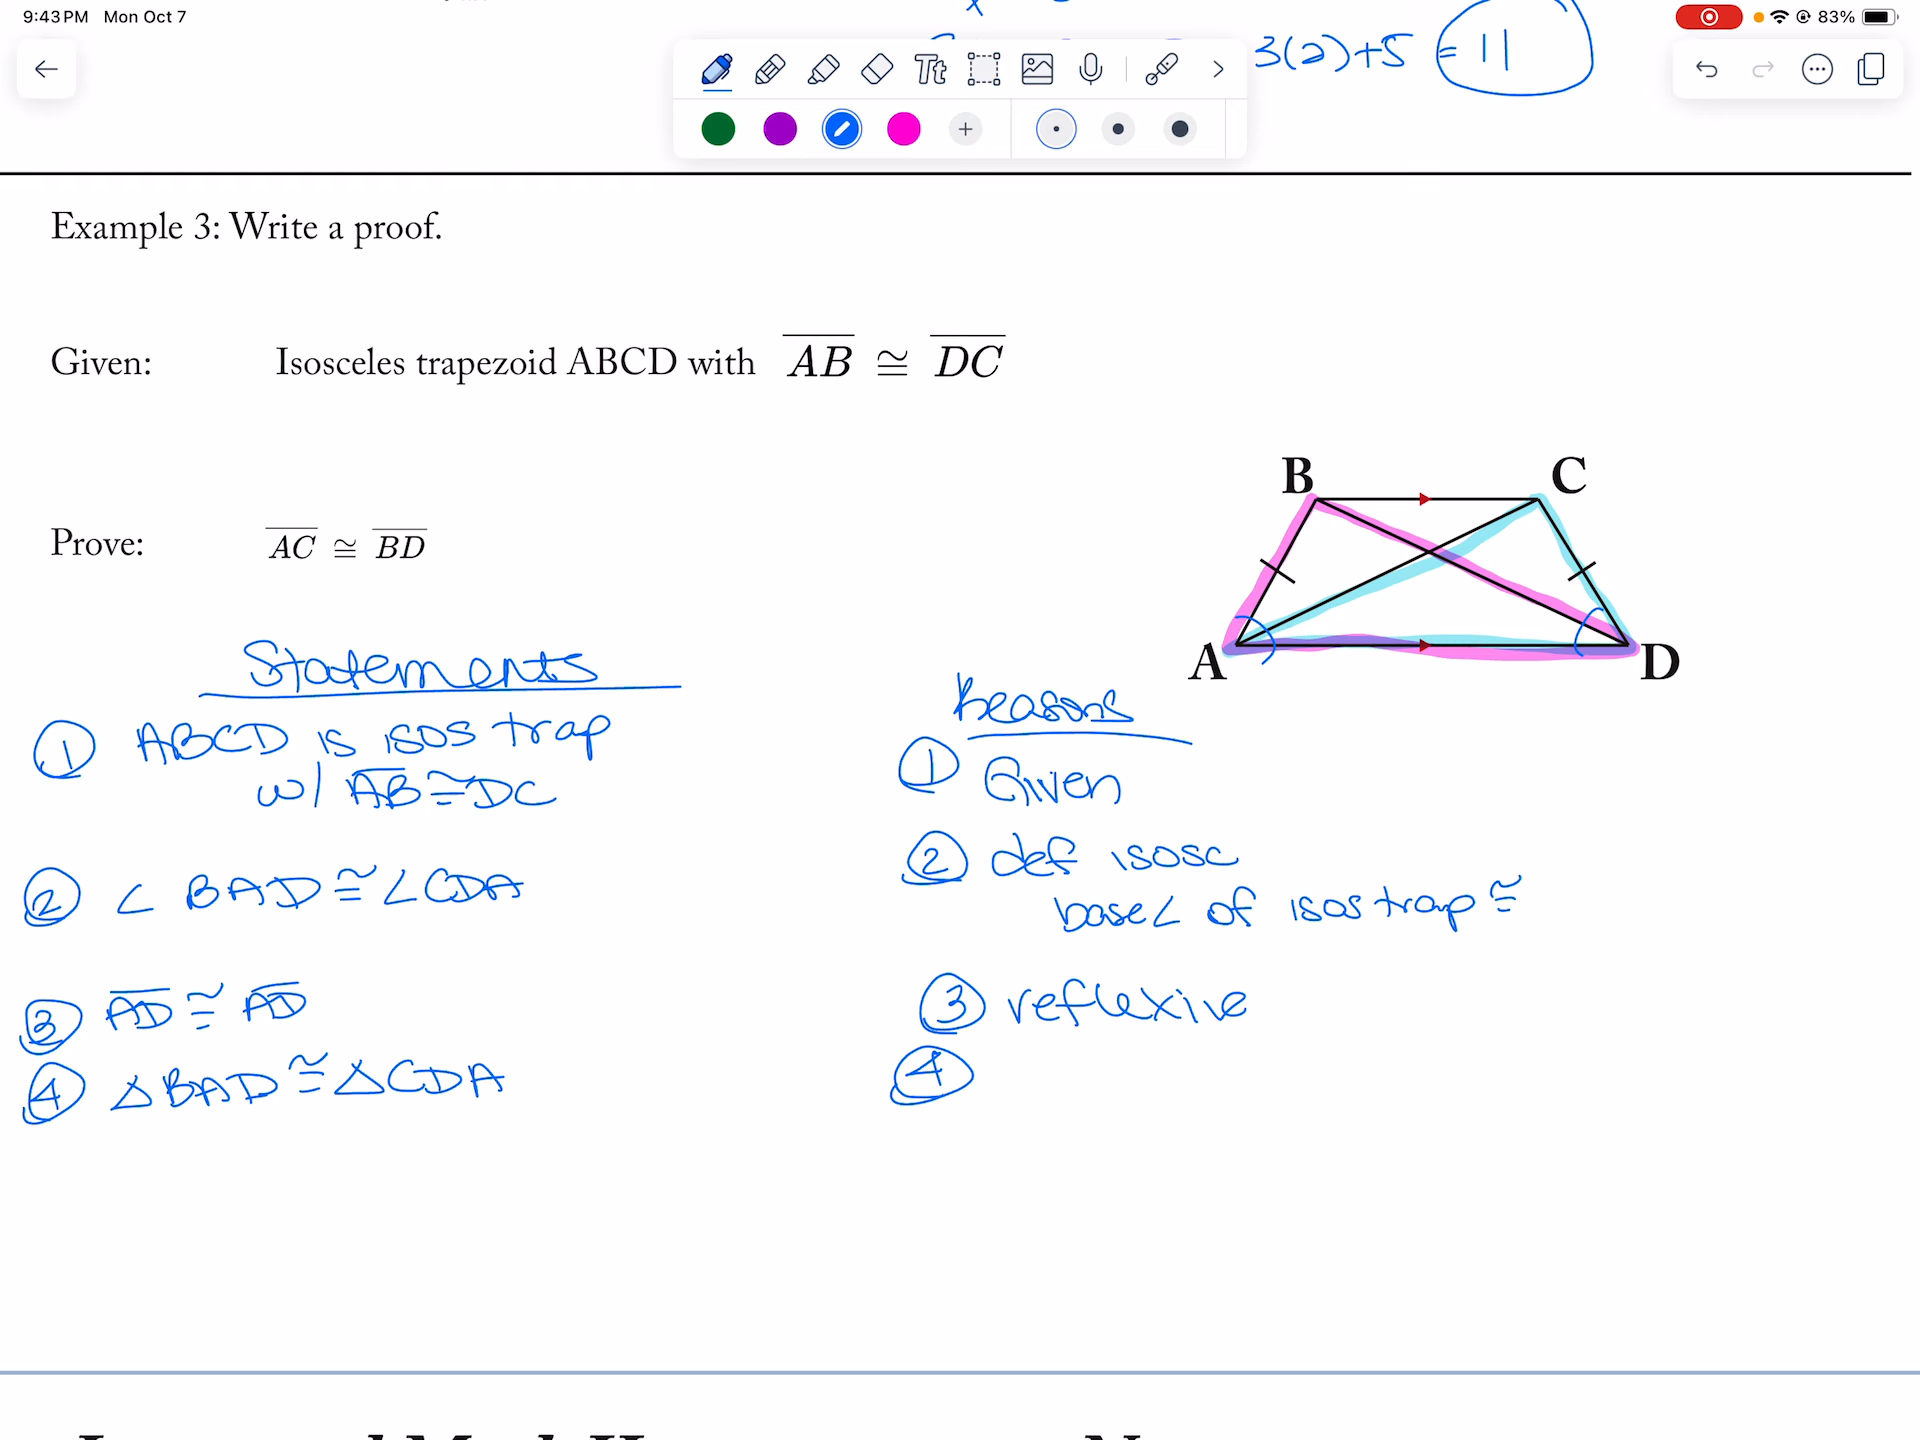 9:43 PM Mon Oct 7
83%
3(2)+5 = 11
Tt
Example 3: Write a proof.
Given: Isosceles trapezoid ABCD with AB ≅ DC
B C
Prove: AC ≅ BD
A D
Statements Reasons
① ABCD is isos trap
w/ AB ≅ DC
① Given
② ∠BAD ≅ ∠CDA
② def isosc
base∠ of isos trap ≅
③ AD ≅ AD
③ reflexive
④ △BAD ≅ △CDA
④